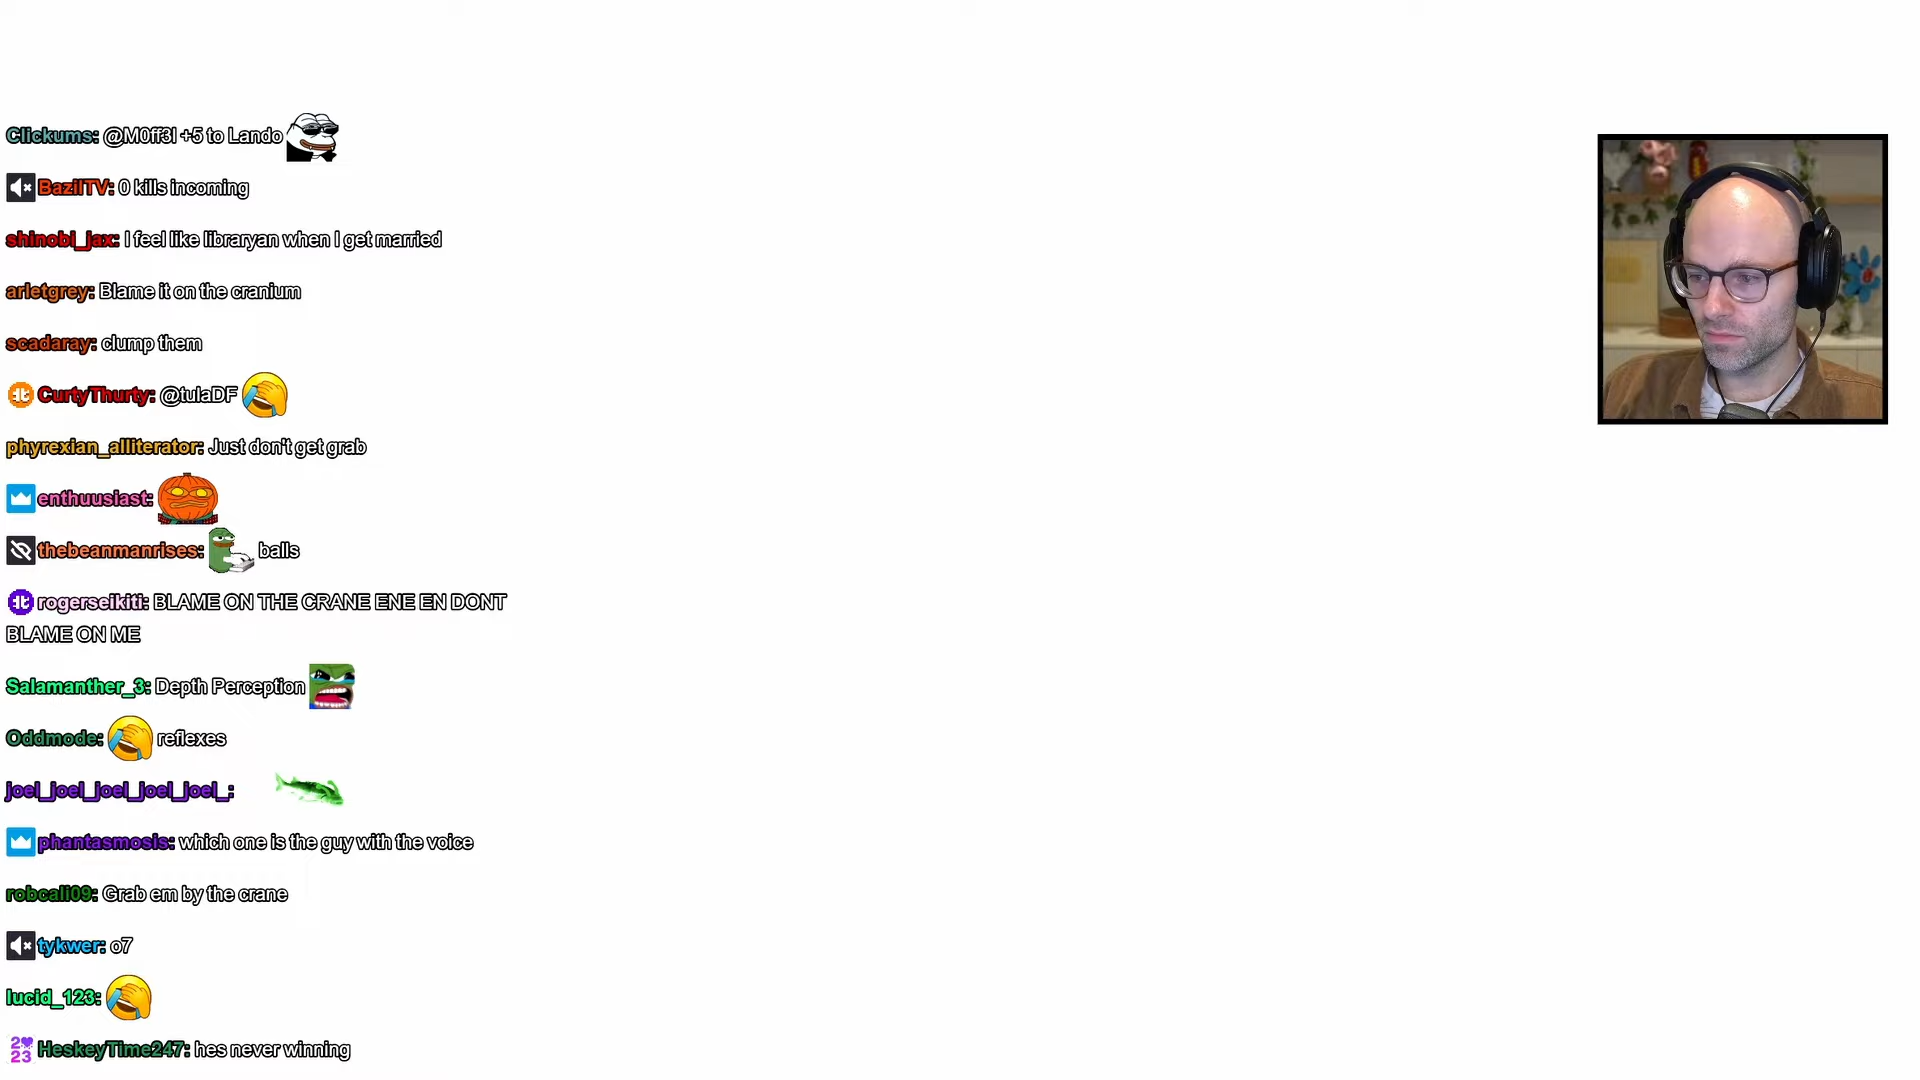 Clickums: @M0ff3l +5 to Lando
BazilTV: 0 kills incoming
shinobi_jax: I feel like libraryan when I get married
arletgrey: Blame it on the cranium
scadaray: clump them
CurtyThurty: @tulaDF
phyrexian_alliterator: Just don't get grab
enthuusiast:
thebeanmanrises: balls
rogerseikiti: BLAME ON THE CRANE ENE EN DONT
BLAME ON ME
Salamanther_3: Depth Perception
Oddmode: reflexes
joel_joel_joel_joel_joel_:
phantasmosis: which one is the guy with the voice
robcali09: Grab em by the crane
tykwer: o7
lucid_123:
2023 HeskeyTime247: hes never winning